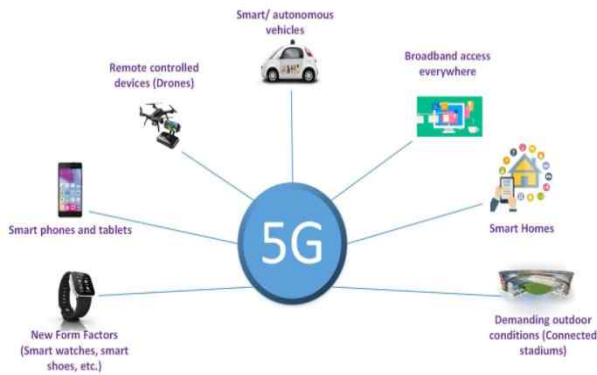 Smart/ autonomous
vehicles
Remote controlled
devices (Drones)
Broadband access
everywhere
Smart phones and tablets
5G
Smart Homes
New Form Factors
(Smart watches, smart
shoes, etc.)
Demanding outdoor
conditions (Connected
stadiums)